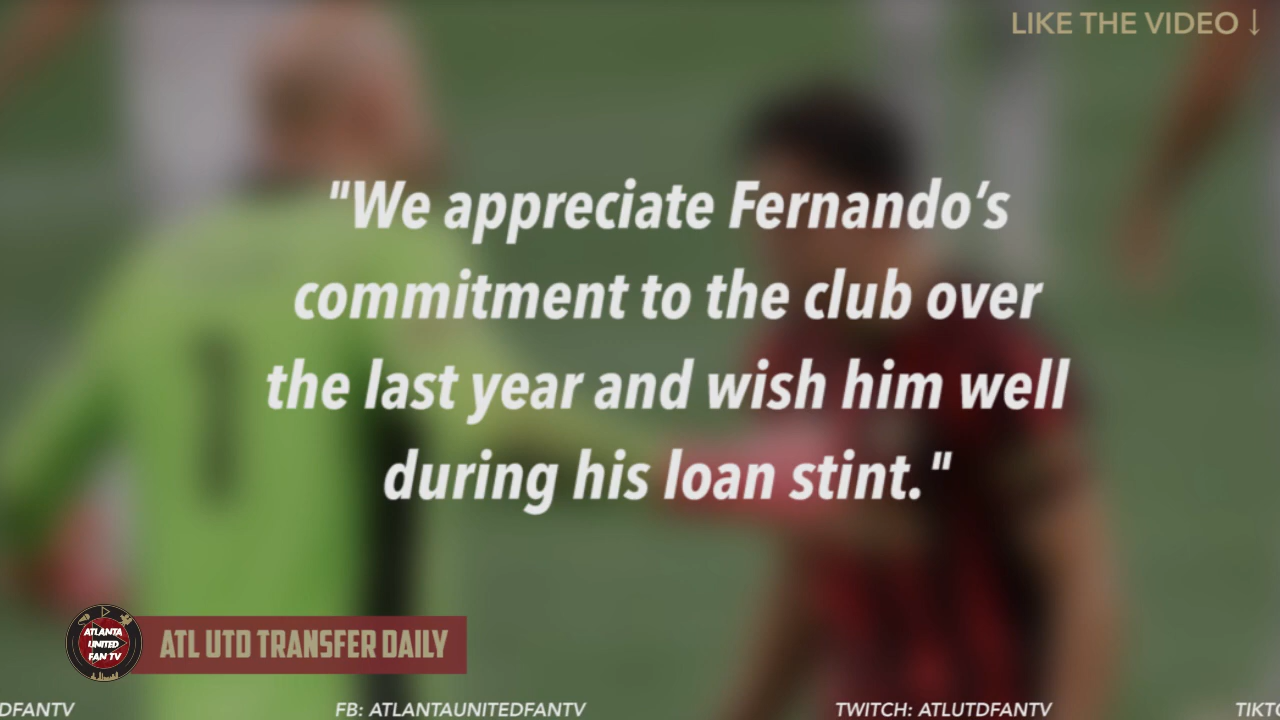 LIKE THE VIDEO ↓
"We appreciate Fernando’s
commitment to the club over
the last year and wish him well
during his loan stint."
ATLANTA
UNITED
FAN TV
ATL UTD TRANSFER DAILY
DFANTV FB: ATLANTAUNITEDFANTV TWITCH: ATLUTDFANTV TIKT